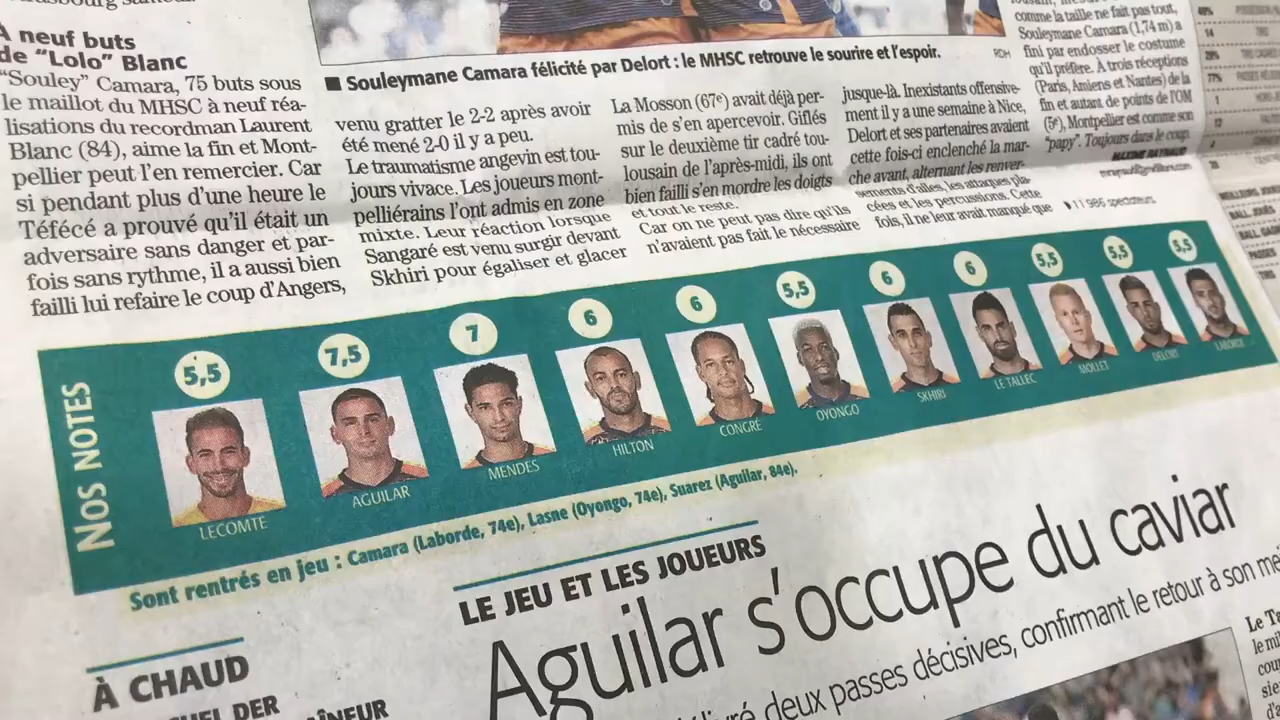 rasbourg samedi.
À neuf buts
de “Lolo” Blanc
“Souley” Camara, 75 buts sous
le maillot du MHSC à neuf réa-
lisations du recordman Laurent
Blanc (84), aime la fin et Mont-
pellier peut l’en remercier. Car
si pendant plus d’une heure le
Téfécé a prouvé qu’il était un
adversaire sans danger et par-
fois sans rythme, il a aussi bien
failli lui refaire le coup d’Angers,
■ Souleymane Camara félicité par Delort : le MHSC retrouve le sourire et l’espoir.
RDH
venu gratter le 2-2 après avoir
été mené 2-0 il y a peu.
Le traumatisme angevin est tou-
jours vivace. Les joueurs mont-
pelliérains l’ont admis en zone
mixte. Leur réaction lorsque
Sangaré est venu surgir devant
Skhiri pour égaliser et glacer
La Mosson (67e) avait déjà per-
mis de s’en apercevoir. Giflés
sur le deuxième tir cadré tou-
lousain de l’après-midi, ils ont
bien failli s’en mordre les doigts
et tout le reste.
Car on ne peut pas dire qu’ils
n’avaient pas fait le nécessaire
jusque-là. Inexistants offensive-
ment il y a une semaine à Nice,
Delort et ses partenaires avaient
cette fois-ci enclenché la mar-
che avant, alternant les renver-
sements d’ailes, les attaques pla-
cées et les percussions. Cette
fois, il ne leur avait manqué que
comme la taille ne fait pas tout,
Souleymane Camara (1,74 m) a
fini par endosser le costume
qu’il préfère. À trois réceptions
(Paris, Amiens et Nantes) de la
fin et autant de points de l’OM
(5e), Montpellier est comme son
“papy”. Toujours dans le coup.
11 986 spectateurs
NOS NOTES
5,5
7,5
7
6
6
5,5
6
6
5,5
5,5
5,5
LECOMTE
AGUILAR
MENDES
HILTON
CONGRÉ
OYONGO
SKHIRI
LE TALLEC
MOLLET
DELORT
LABORDE
Sont rentrés en jeu : Camara (Laborde, 74e), Lasne (Oyongo, 74e), Suarez (Aguilar, 84e).
LE JEU ET LES JOUEURS
Aguilar s’occupe du caviar
deux passes décisives, confirmant le retour à son me
À CHAUD
DER
AÎNEUR
Le Ta